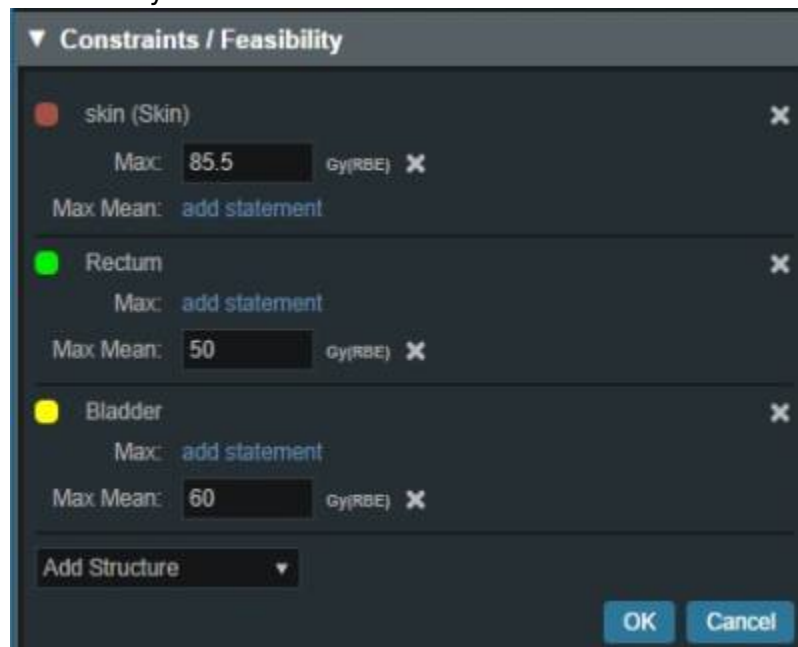 ▼ Constraints / Feasibility
skin (Skin)
Max: 85.5 Gy(RBE)
Max Mean: add statement
Rectum
Max: add statement
Max Mean: 50 Gy(RBE)
Bladder
Max: add statement
Max Mean: 60 Gy(RBE)
Add Structure
OK Cancel